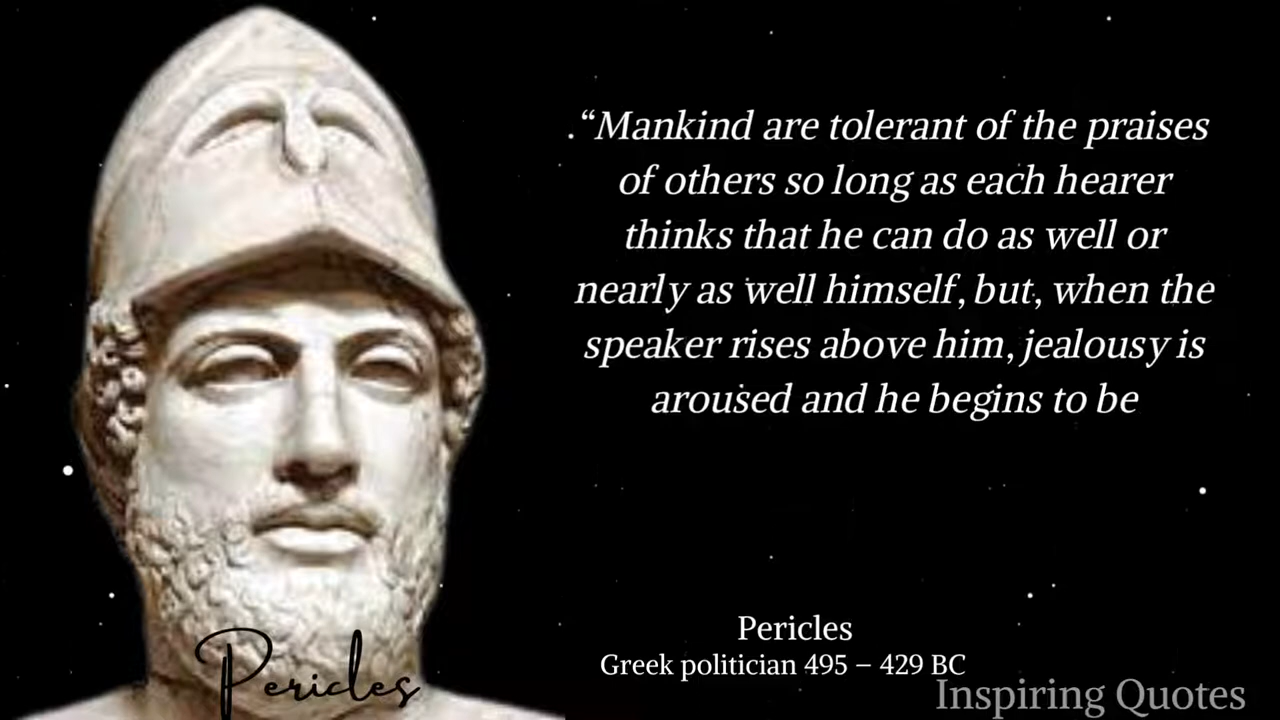 .“Mankind are tolerant of the praises
of others so long as each hearer
thinks that he can do as well or
nearly as well himself, but, when the
speaker rises above him, jealousy is
aroused and he begins to be
Pericles
Greek politician 495 – 429 BC
Pericles
Inspiring Quotes